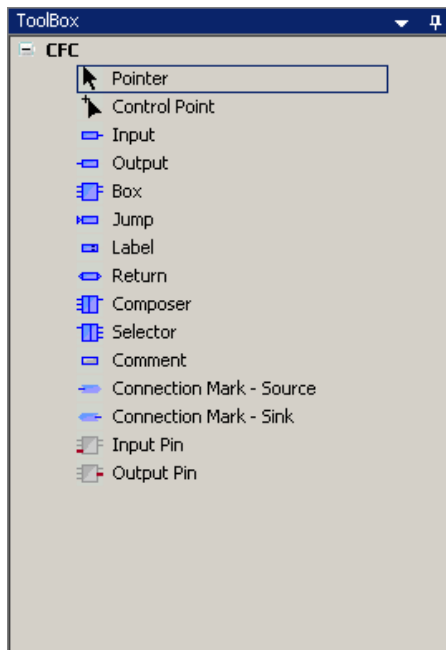 ToolBox
CFC
Pointer
Control Point
Input
Output
Box
Jump
Label
Return
Composer
Selector
Comment
Connection Mark - Source
Connection Mark - Sink
Input Pin
Output Pin